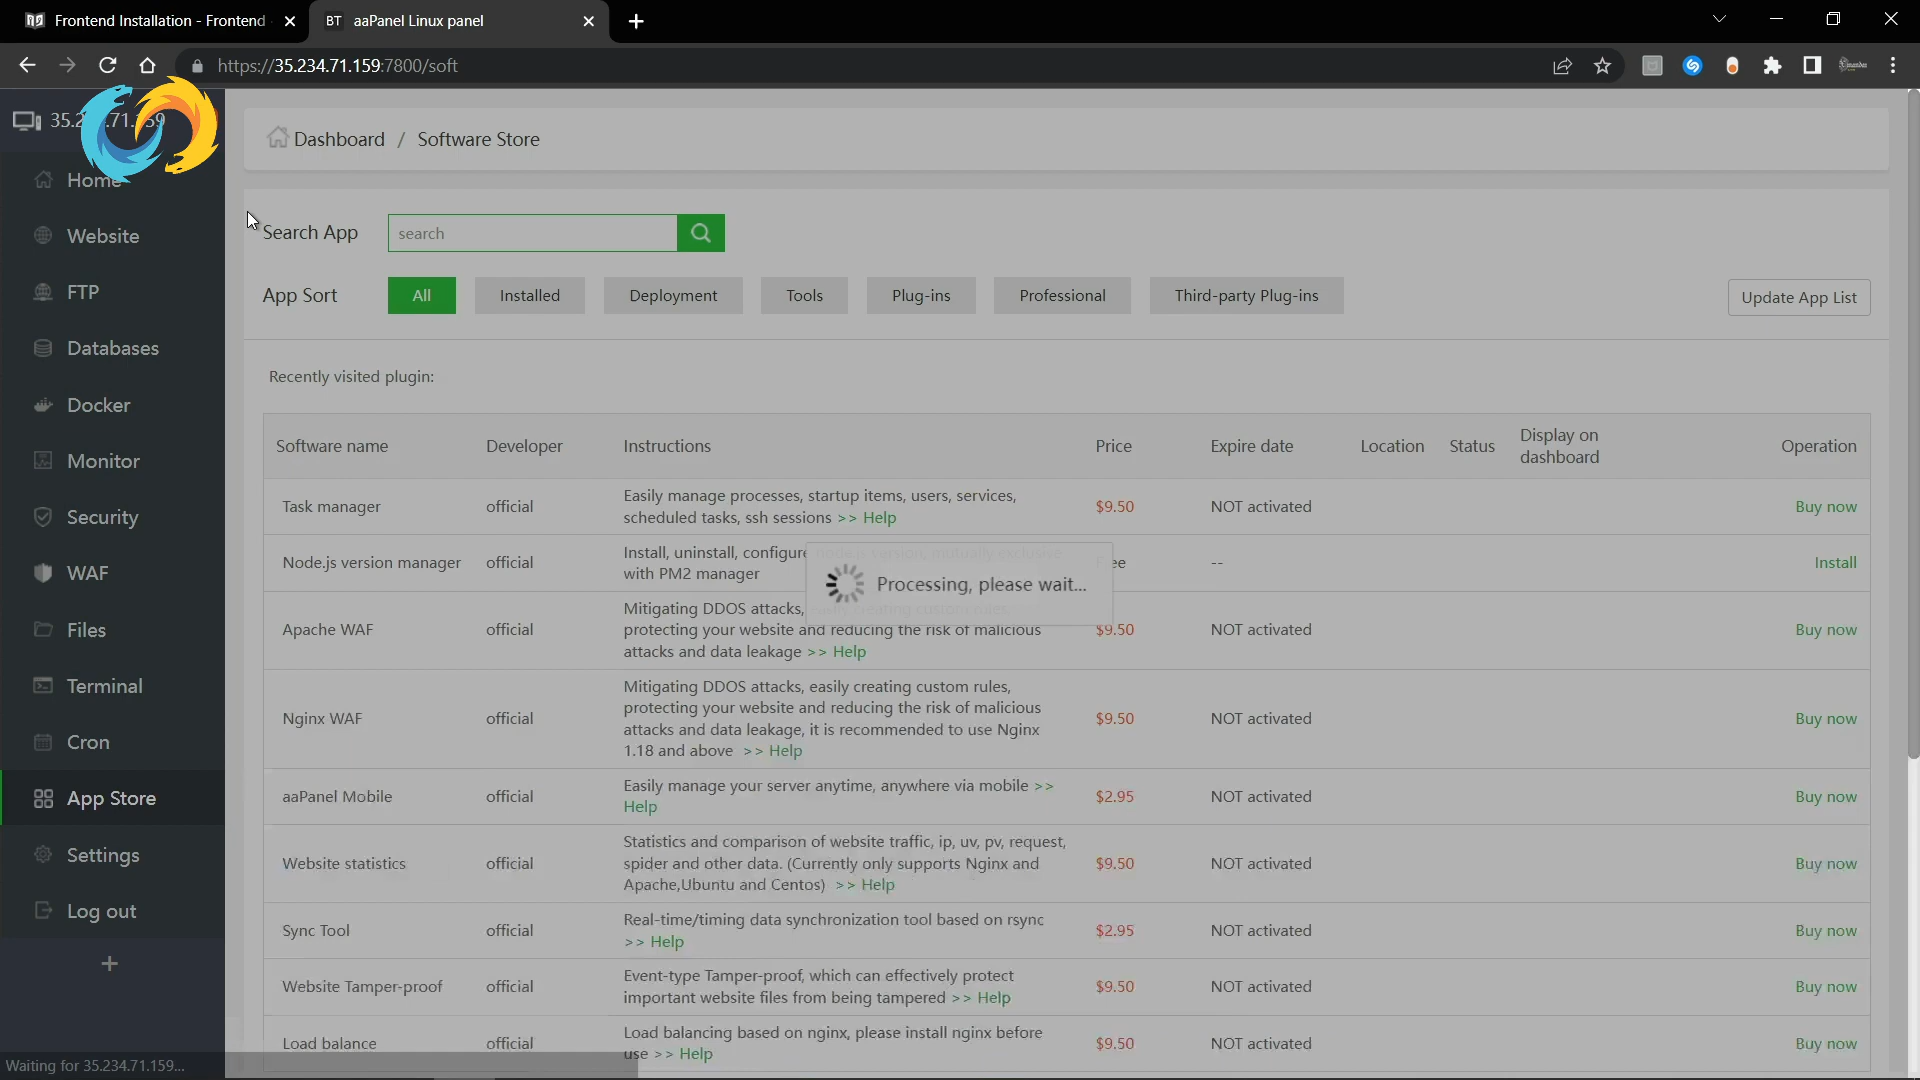 Frontend Installation - Frontend
BT aaPanel Linux panel
https://35.234.71.159:7800/soft
Home
Website
FTP
Databases
Docker
Monitor
Security
WAF
Files
Terminal
Cron
App Store
Settings
Log out
Dashboard / Software Store
Search App
search
App Sort
All
Installed
Deployment
Tools
Plug-ins
Professional
Third-party Plug-ins
Update App List
Recently visited plugin:
Software name
Developer
Instructions
Price
Expire date
Location
Status
Display on
dashboard
Operation
Task manager
official
Easily manage processes, startup items, users, services,
scheduled tasks, ssh sessions >> Help
$9.50
NOT activated
Buy now
Node.js version manager
official
Install, uninstall, configure node.js version, mutually exclusive
with PM2 manager
--
Install
Processing, please wait...
Apache WAF
official
Mitigating DDOS attacks, easily creating custom rules,
protecting your website and reducing the risk of malicious
attacks and data leakage >> Help
$9.50
NOT activated
Buy now
Nginx WAF
official
Mitigating DDOS attacks, easily creating custom rules,
protecting your website and reducing the risk of malicious
attacks and data leakage, it is recommended to use Nginx
1.18 and above >> Help
$9.50
NOT activated
Buy now
aaPanel Mobile
official
Easily manage your server anytime, anywhere via mobile >>
Help
$2.95
NOT activated
Buy now
Website statistics
official
Statistics and comparison of website traffic, ip, uv, pv, request,
spider and other data. (Currently only supports Nginx and
Apache,Ubuntu and Centos) >> Help
$9.50
NOT activated
Buy now
Sync Tool
official
Real-time/timing data synchronization tool based on rsync
>> Help
$2.95
NOT activated
Buy now
Website Tamper-proof
official
Event-type Tamper-proof, which can effectively protect
important website files from being tampered >> Help
$9.50
NOT activated
Buy now
Load balance
official
Load balancing based on nginx, please install nginx before
use >> Help
$9.50
NOT activated
Buy now
Waiting for 35.234.71.159...